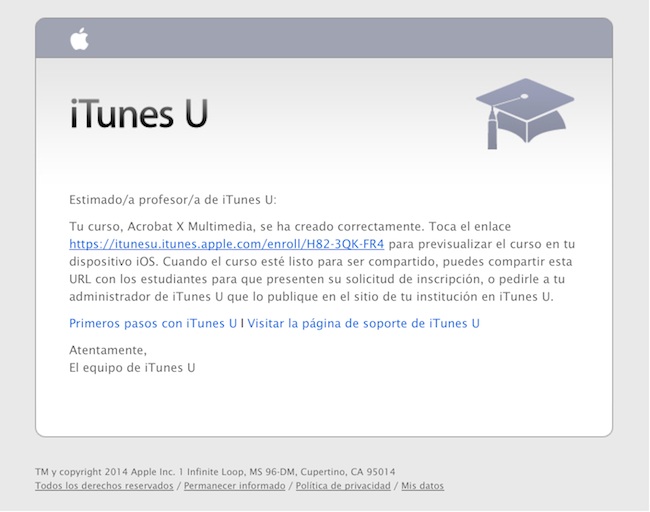 iTunes U
Estimado/a profesor/a de iTunes U:
Tu curso, Acrobat X Multimedia, se ha creado correctamente. Toca el enlace
https://itunesu.itunes.apple.com/enroll/H82-3QK-FR4 para previsualizar el curso en tu
dispositivo iOS. Cuando el curso esté listo para ser compartido, puedes compartir esta
URL con los estudiantes para que presenten su solicitud de inscripción, o pedirle a tu
administrador de iTunes U que lo publique en el sitio de tu institución en iTunes U.
Primeros pasos con iTunes U | Visitar la página de soporte de iTunes U
Atentamente,
El equipo de iTunes U
TM y copyright 2014 Apple Inc. 1 Infinite Loop, MS 96-DM, Cupertino, CA 95014
Todos los derechos reservados / Permanecer informado / Política de privacidad / Mis datos